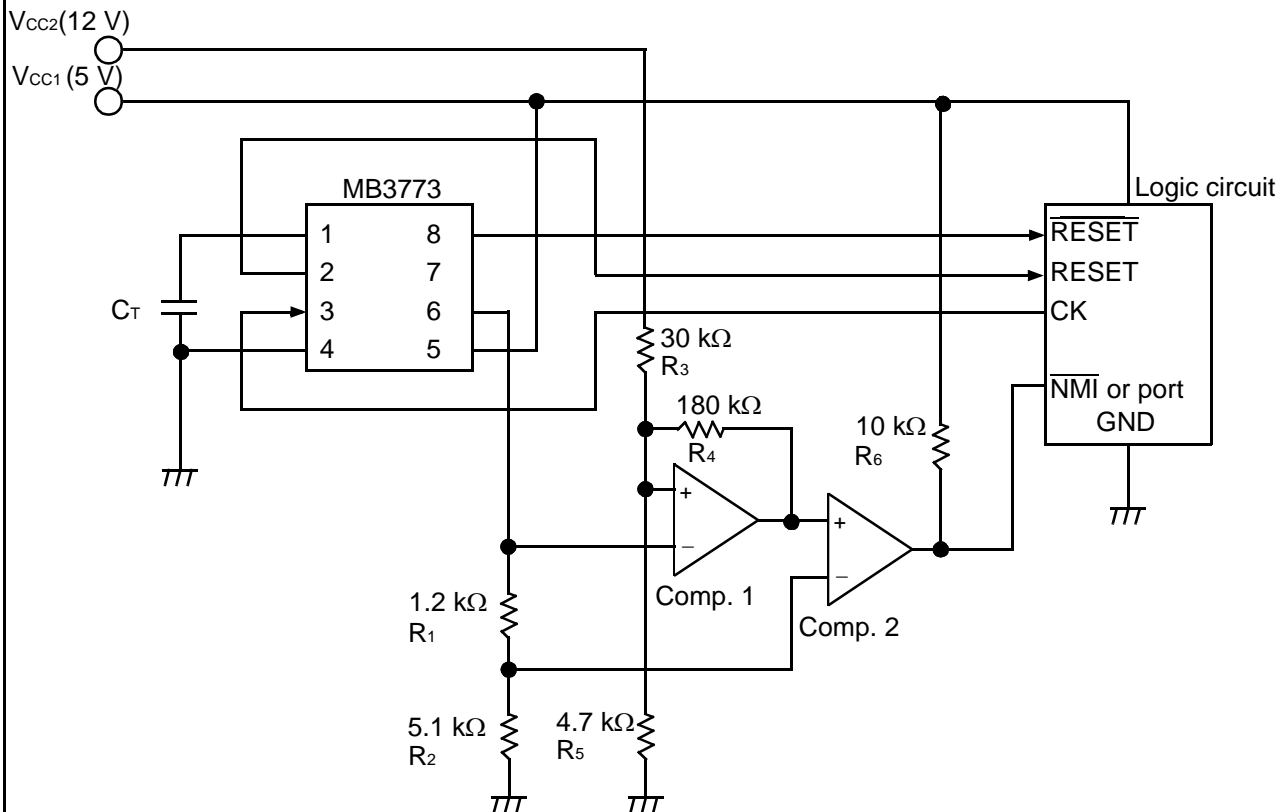 VCC2(12 V)
VCC1 (5 V)
MB3773
Logic circuit
1 8
2 7
3 6
4 5
RESET
RESET
CK
NMI or port
GND
CT
30 kΩ
R3
180 kΩ
R4
10 kΩ
R6
+
−
Comp. 1
+
−
Comp. 2
1.2 kΩ
R1
5.1 kΩ
R2
4.7 kΩ
R5